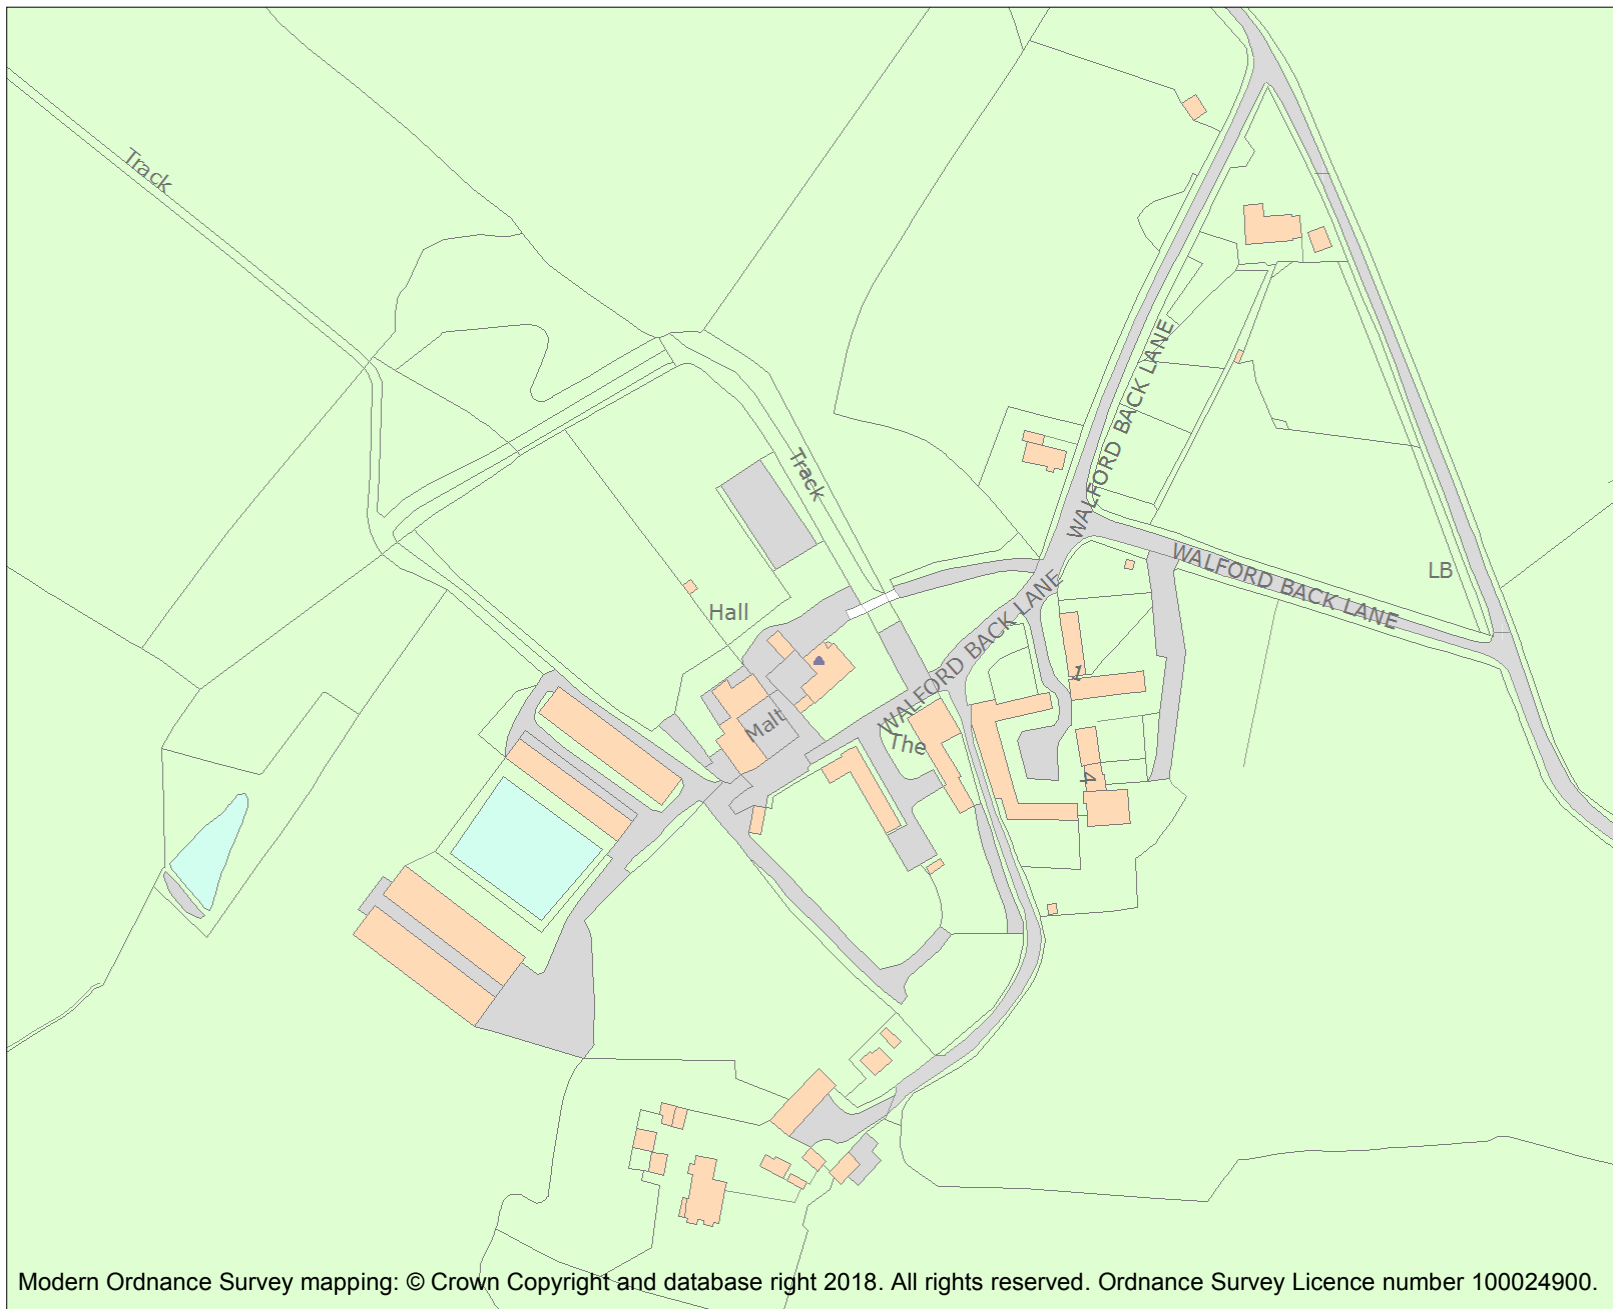 Track
WALFORD BACK LANE
Track
WALFORD BACK LANE
LB
WALFORD BACK LANE
Hall
1
Malt
The
4
Modern Ordnance Survey mapping: © Crown Copyright and database right 2018. All rights reserved. Ordnance Survey Licence number 100024900.